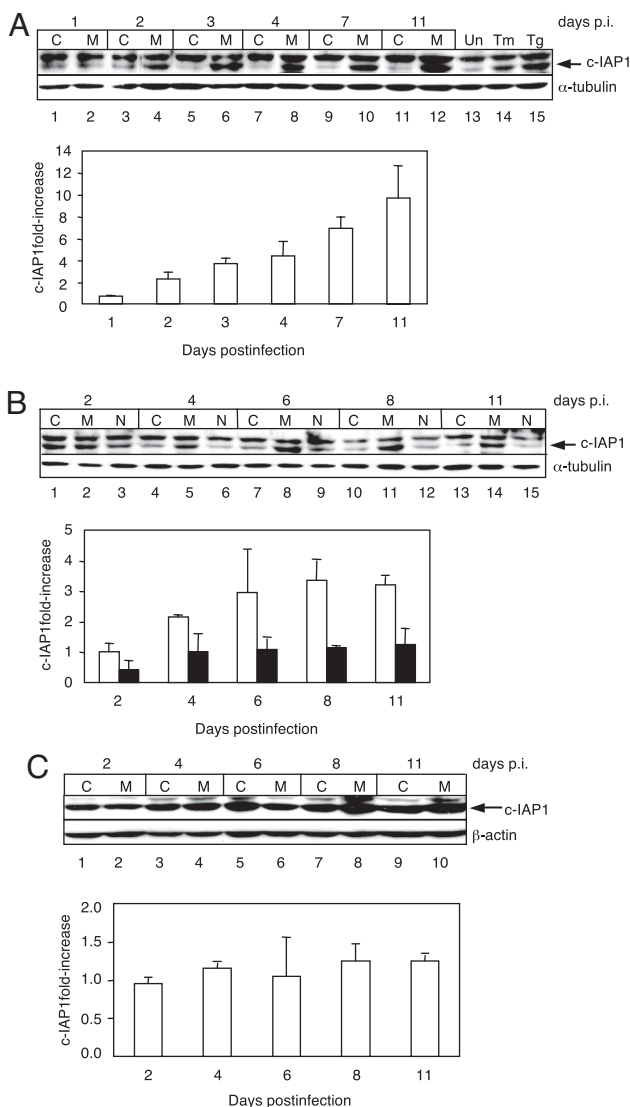 A
1 2 3 4 7 11 days p.i.
C M C M C M C M C M C M Un Tm Tg
c-IAP1
α-tubulin
1 2 3 4 5 6 7 8 9 10 11 12 13 14 15
c-IAP1fold-increase
14
12
10
8
6
4
2
0
1 2 3 4 7 11
Days postinfection
B
2 4 6 8 11 days p.i.
C M N C M N C M N C M N C M N
c-IAP1
α-tubulin
1 2 3 4 5 6 7 8 9 10 11 12 13 14 15
c-IAP1fold-increase
5
4
3
2
1
0
2 4 6 8 11
Days postinfection
C
2 4 6 8 11 days p.i.
C M C M C M C M C M
c-IAP1
β-actin
1 2 3 4 5 6 7 8 9 10
c-IAP1fold-increase
2.0
1.5
1.0
0.5
0.0
2 4 6 8 11
Days postinfection